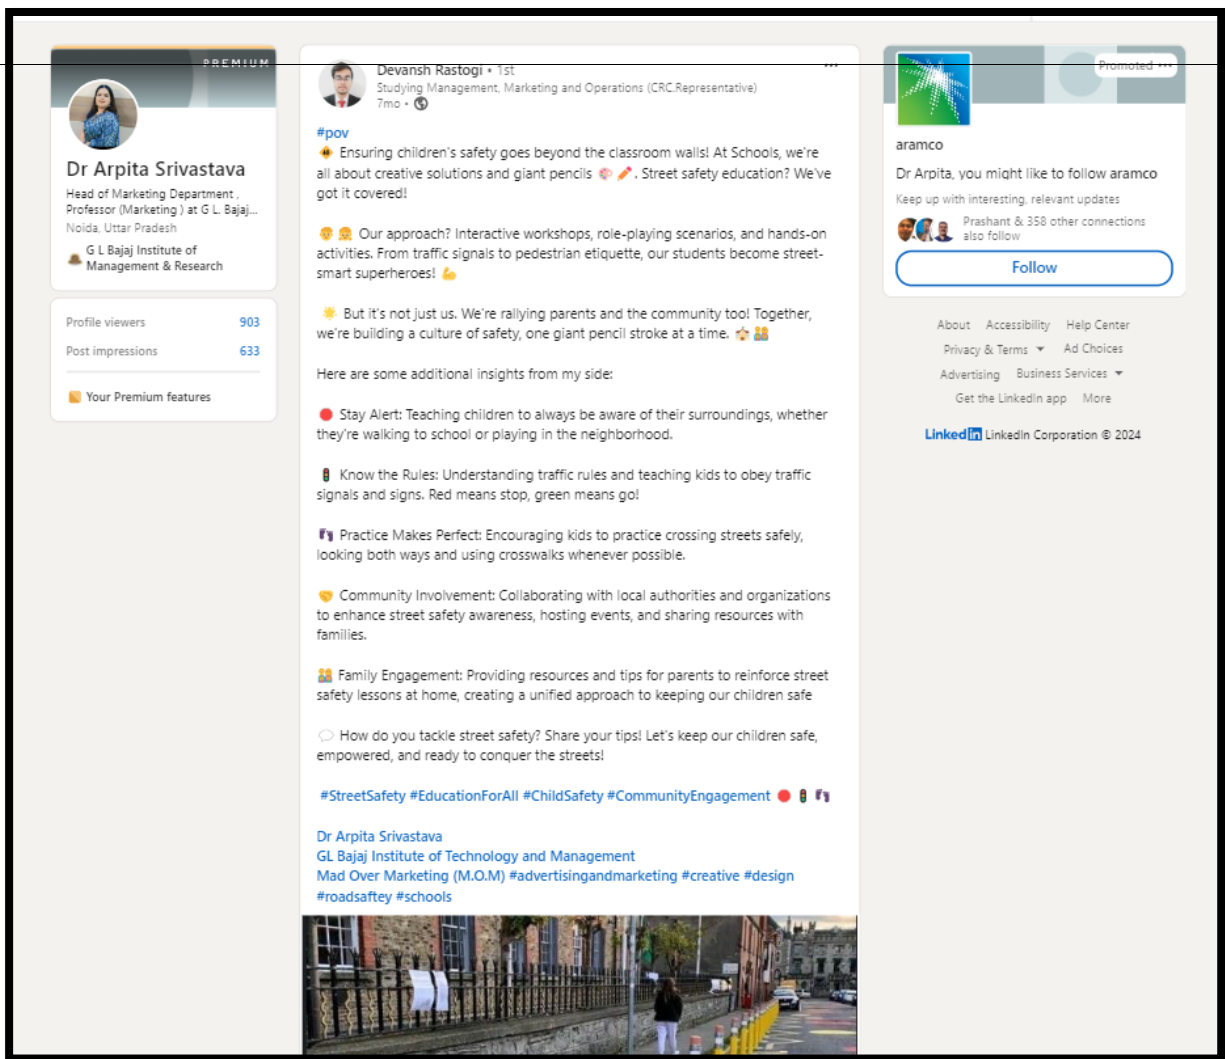 PREMIUM
Dr Arpita Srivastava
Head of Marketing Department ,
Professor (Marketing ) at G L. Bajaj...
Noida, Uttar Pradesh
G L Bajaj Institute of
Management & Research
Profile viewers 903
Post impressions 633
Your Premium features
Devansh Rastogi • 1st
Studying Management, Marketing and Operations (CRC.Representative)
7mo •
#pov
Ensuring children's safety goes beyond the classroom walls! At Schools, we're
all about creative solutions and giant pencils . Street safety education? We've
got it covered!
Our approach? Interactive workshops, role-playing scenarios, and hands-on
activities. From traffic signals to pedestrian etiquette, our students become street-
smart superheroes!
But it's not just us. We're rallying parents and the community too! Together,
we're building a culture of safety, one giant pencil stroke at a time.
Here are some additional insights from my side:
Stay Alert: Teaching children to always be aware of their surroundings, whether
they're walking to school or playing in the neighborhood.
Know the Rules: Understanding traffic rules and teaching kids to obey traffic
signals and signs. Red means stop, green means go!
Practice Makes Perfect: Encouraging kids to practice crossing streets safely,
looking both ways and using crosswalks whenever possible.
Community Involvement: Collaborating with local authorities and organizations
to enhance street safety awareness, hosting events, and sharing resources with
families.
Family Engagement: Providing resources and tips for parents to reinforce street
safety lessons at home, creating a unified approach to keeping our children safe
How do you tackle street safety? Share your tips! Let's keep our children safe,
empowered, and ready to conquer the streets!
#StreetSafety #EducationForAll #ChildSafety #CommunityEngagement
Dr Arpita Srivastava
GL Bajaj Institute of Technology and Management
Mad Over Marketing (M.O.M) #advertisingandmarketing #creative #design
#roadsaftey #schools
Promoted
aramco
Dr Arpita, you might like to follow aramco
Keep up with interesting, relevant updates
Prashant & 358 other connections
also follow
Follow
About Accessibility Help Center
Privacy & Terms Ad Choices
Advertising Business Services
Get the LinkedIn app More
LinkedIn LinkedIn Corporation © 2024